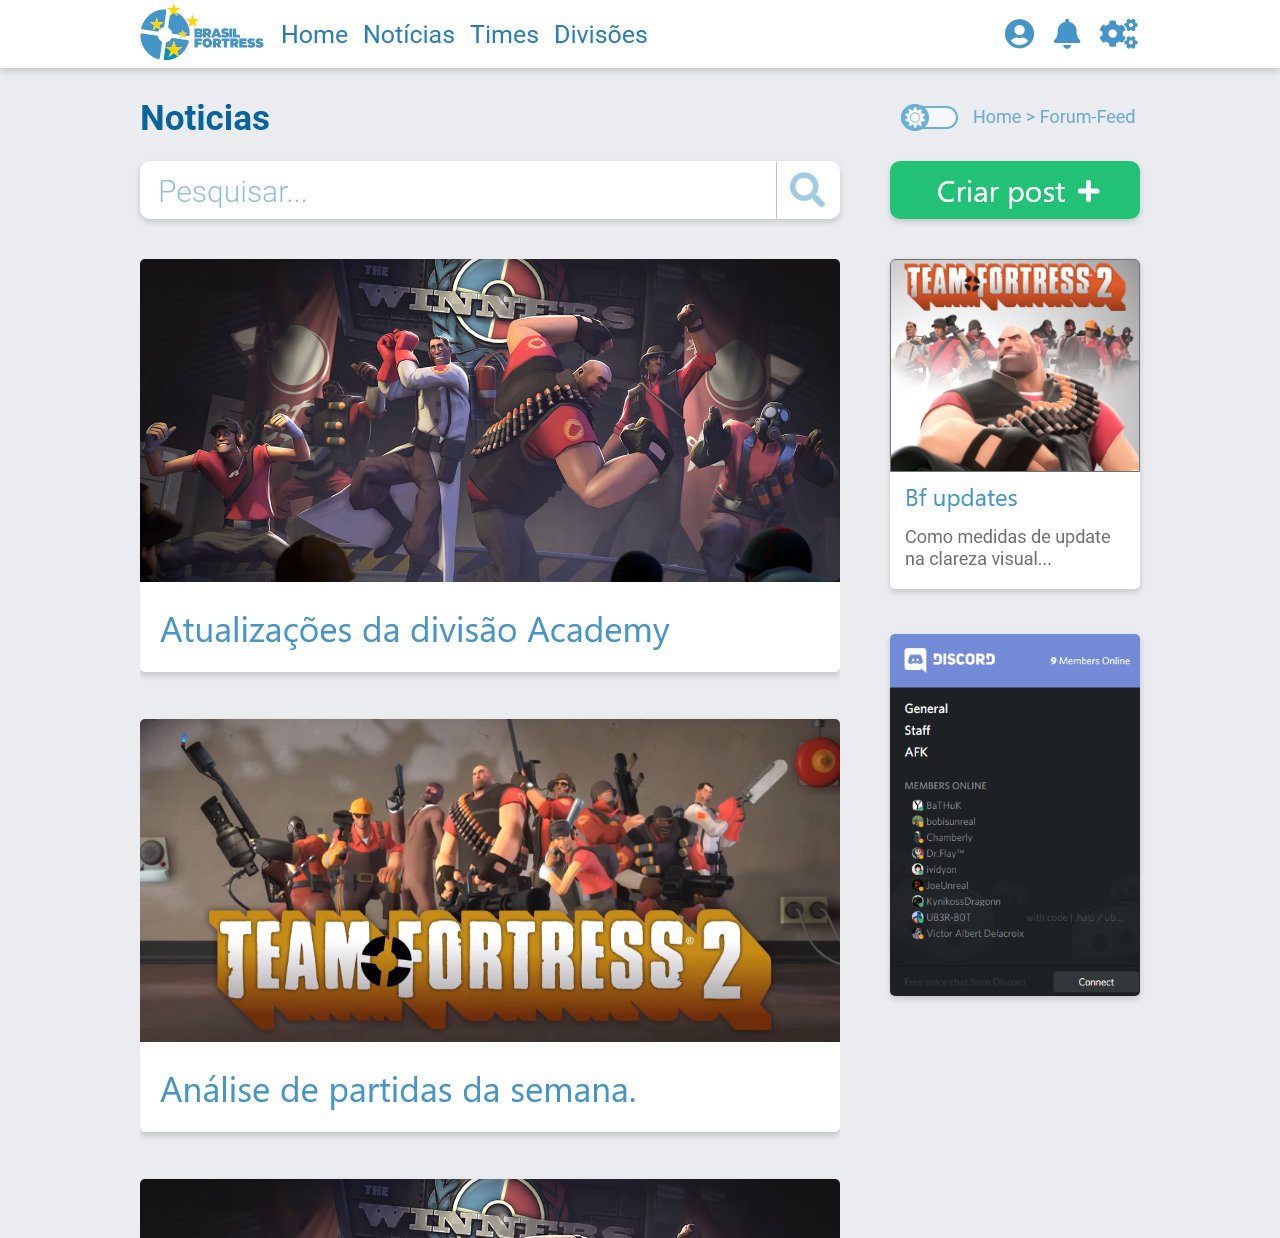 BRASIL
FORTRESS
Home Notícias Times Divisões
Noticias
Home > Forum-Feed
Pesquisar...
Criar post
THE
WINNERS
Atualizações da divisão Academy
TEAM FORTRESS 2
Bf updates
Como medidas de update
na clareza visual...
DISCORD
9 Members Online
General
Staff
AFK
MEMBERS ONLINE
BaTHuK
bobisunreal
Chamberly
Dr.Flay™
ividyon
JoeUnreal
KynikossDragonn
UB3R-B0T with code | .halp / ub...
Victor Albert Delacroix
Free voice chat from Discord
Connect
TEAM FORTRESS® 2
Análise de partidas da semana.
THE
WINNERS